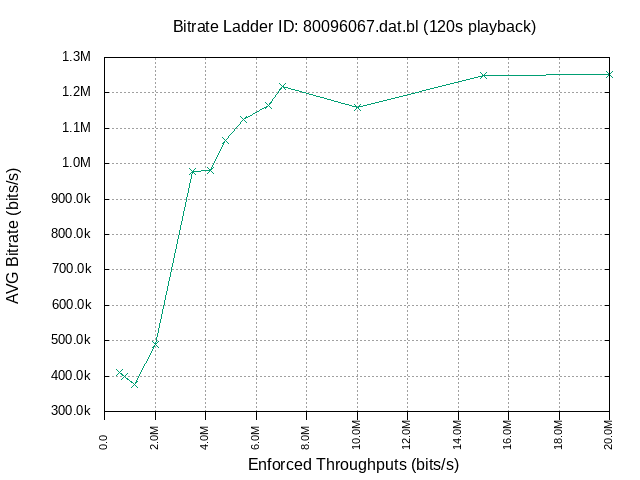 Bitrate Ladder ID: 80096067.dat.bl (120s playback)
1.3M
1.2M
1.1M
1.0M
900.0k
800.0k
700.0k
600.0k
500.0k
400.0k
300.0k
AVG Bitrate (bits/s)
0.0
2.0M
4.0M
6.0M
8.0M
10.0M
12.0M
14.0M
16.0M
18.0M
20.0M
Enforced Throughputs (bits/s)